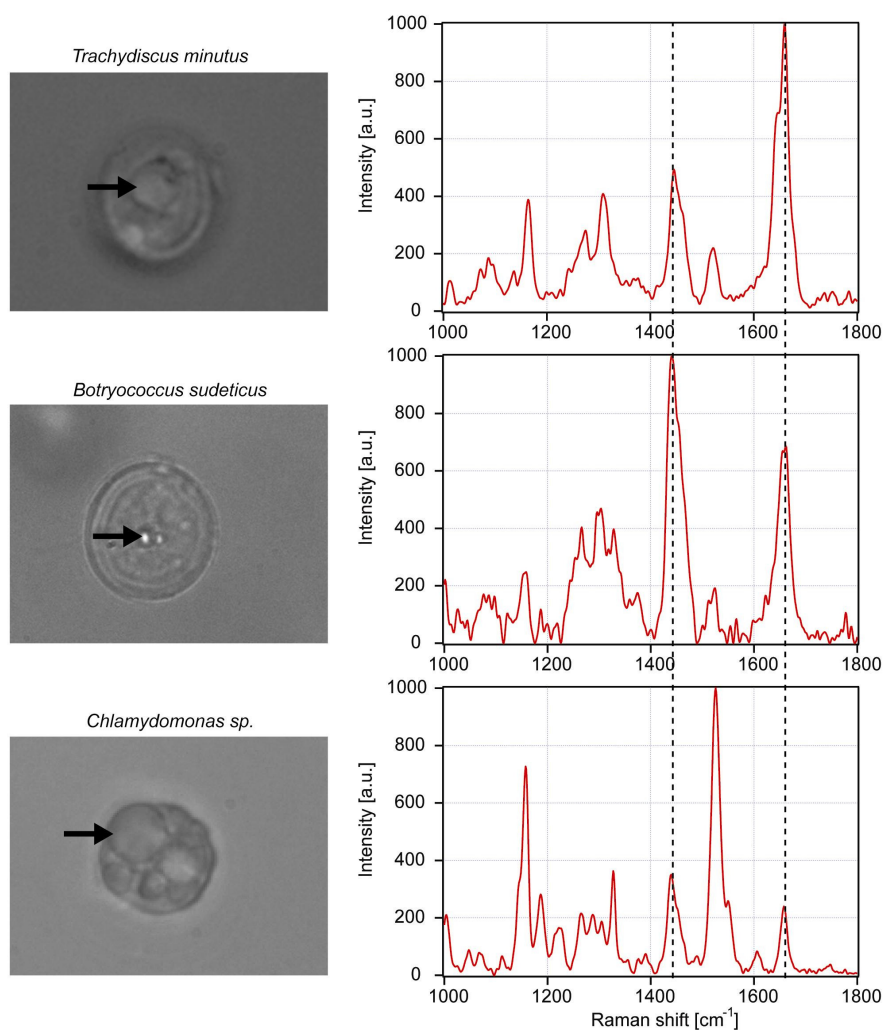 Trachydiscus minutus
Intensity [a.u.]
1000
800
600
400
200
0
1000 1200 1400 1600 1800
Botryococcus sudeticus
Intensity [a.u.]
1000
800
600
400
200
0
1000 1200 1400 1600 1800
Chlamydomonas sp.
Intensity [a.u.]
1000
800
600
400
200
0
1000 1200 1400 1600 1800
Raman shift [cm⁻¹]